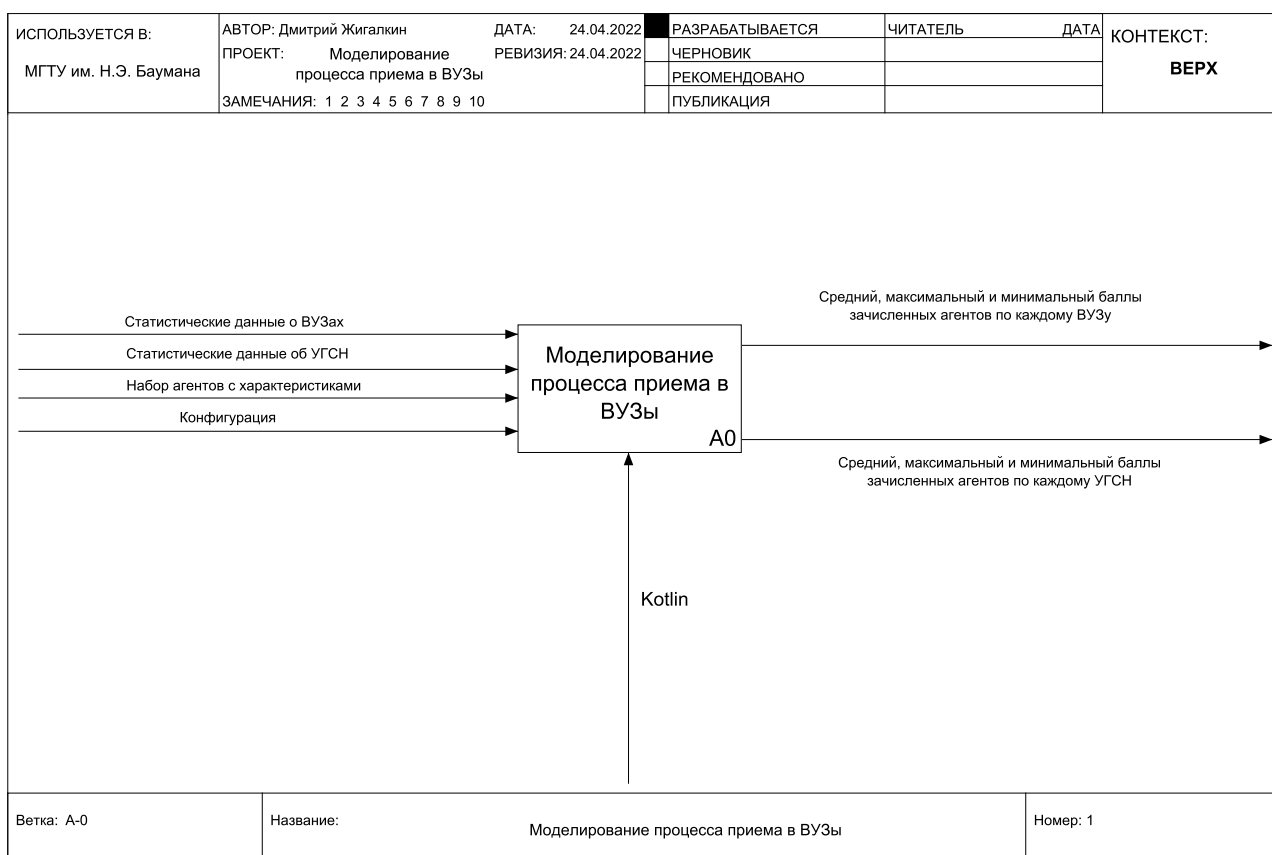 ИСПОЛЬЗУЕТСЯ В:
МГТУ им. Н.Э. Баумана
АВТОР: Дмитрий Жигалкин
ДАТА: 24.04.2022
ПРОЕКТ: Моделирование
процесса приема в ВУЗы
РЕВИЗИЯ: 24.04.2022
ЗАМЕЧАНИЯ: 1 2 3 4 5 6 7 8 9 10
РАЗРАБАТЫВАЕТСЯ
ЧЕРНОВИК
РЕКОМЕНДОВАНО
ПУБЛИКАЦИЯ
ЧИТАТЕЛЬ
ДАТА
КОНТЕКСТ:
ВЕРХ
Статистические данные о ВУЗах
Статистические данные об УГСН
Набор агентов с характеристиками
Конфигурация
Моделирование
процесса приема в
ВУЗы
A0
Средний, максимальный и минимальный баллы
зачисленных агентов по каждому ВУЗу
Средний, максимальный и минимальный баллы
зачисленных агентов по каждому УГСН
Kotlin
Ветка: А-0
Название:
Моделирование процесса приема в ВУЗы
Номер: 1